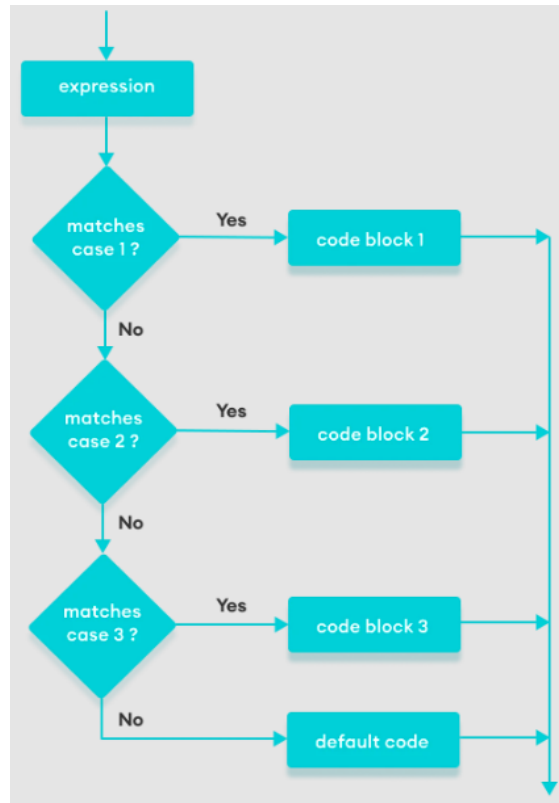 expression
matches
case 1 ?
Yes
code block 1
No
matches
case 2 ?
Yes
code block 2
No
matches
case 3 ?
Yes
code block 3
No
default code